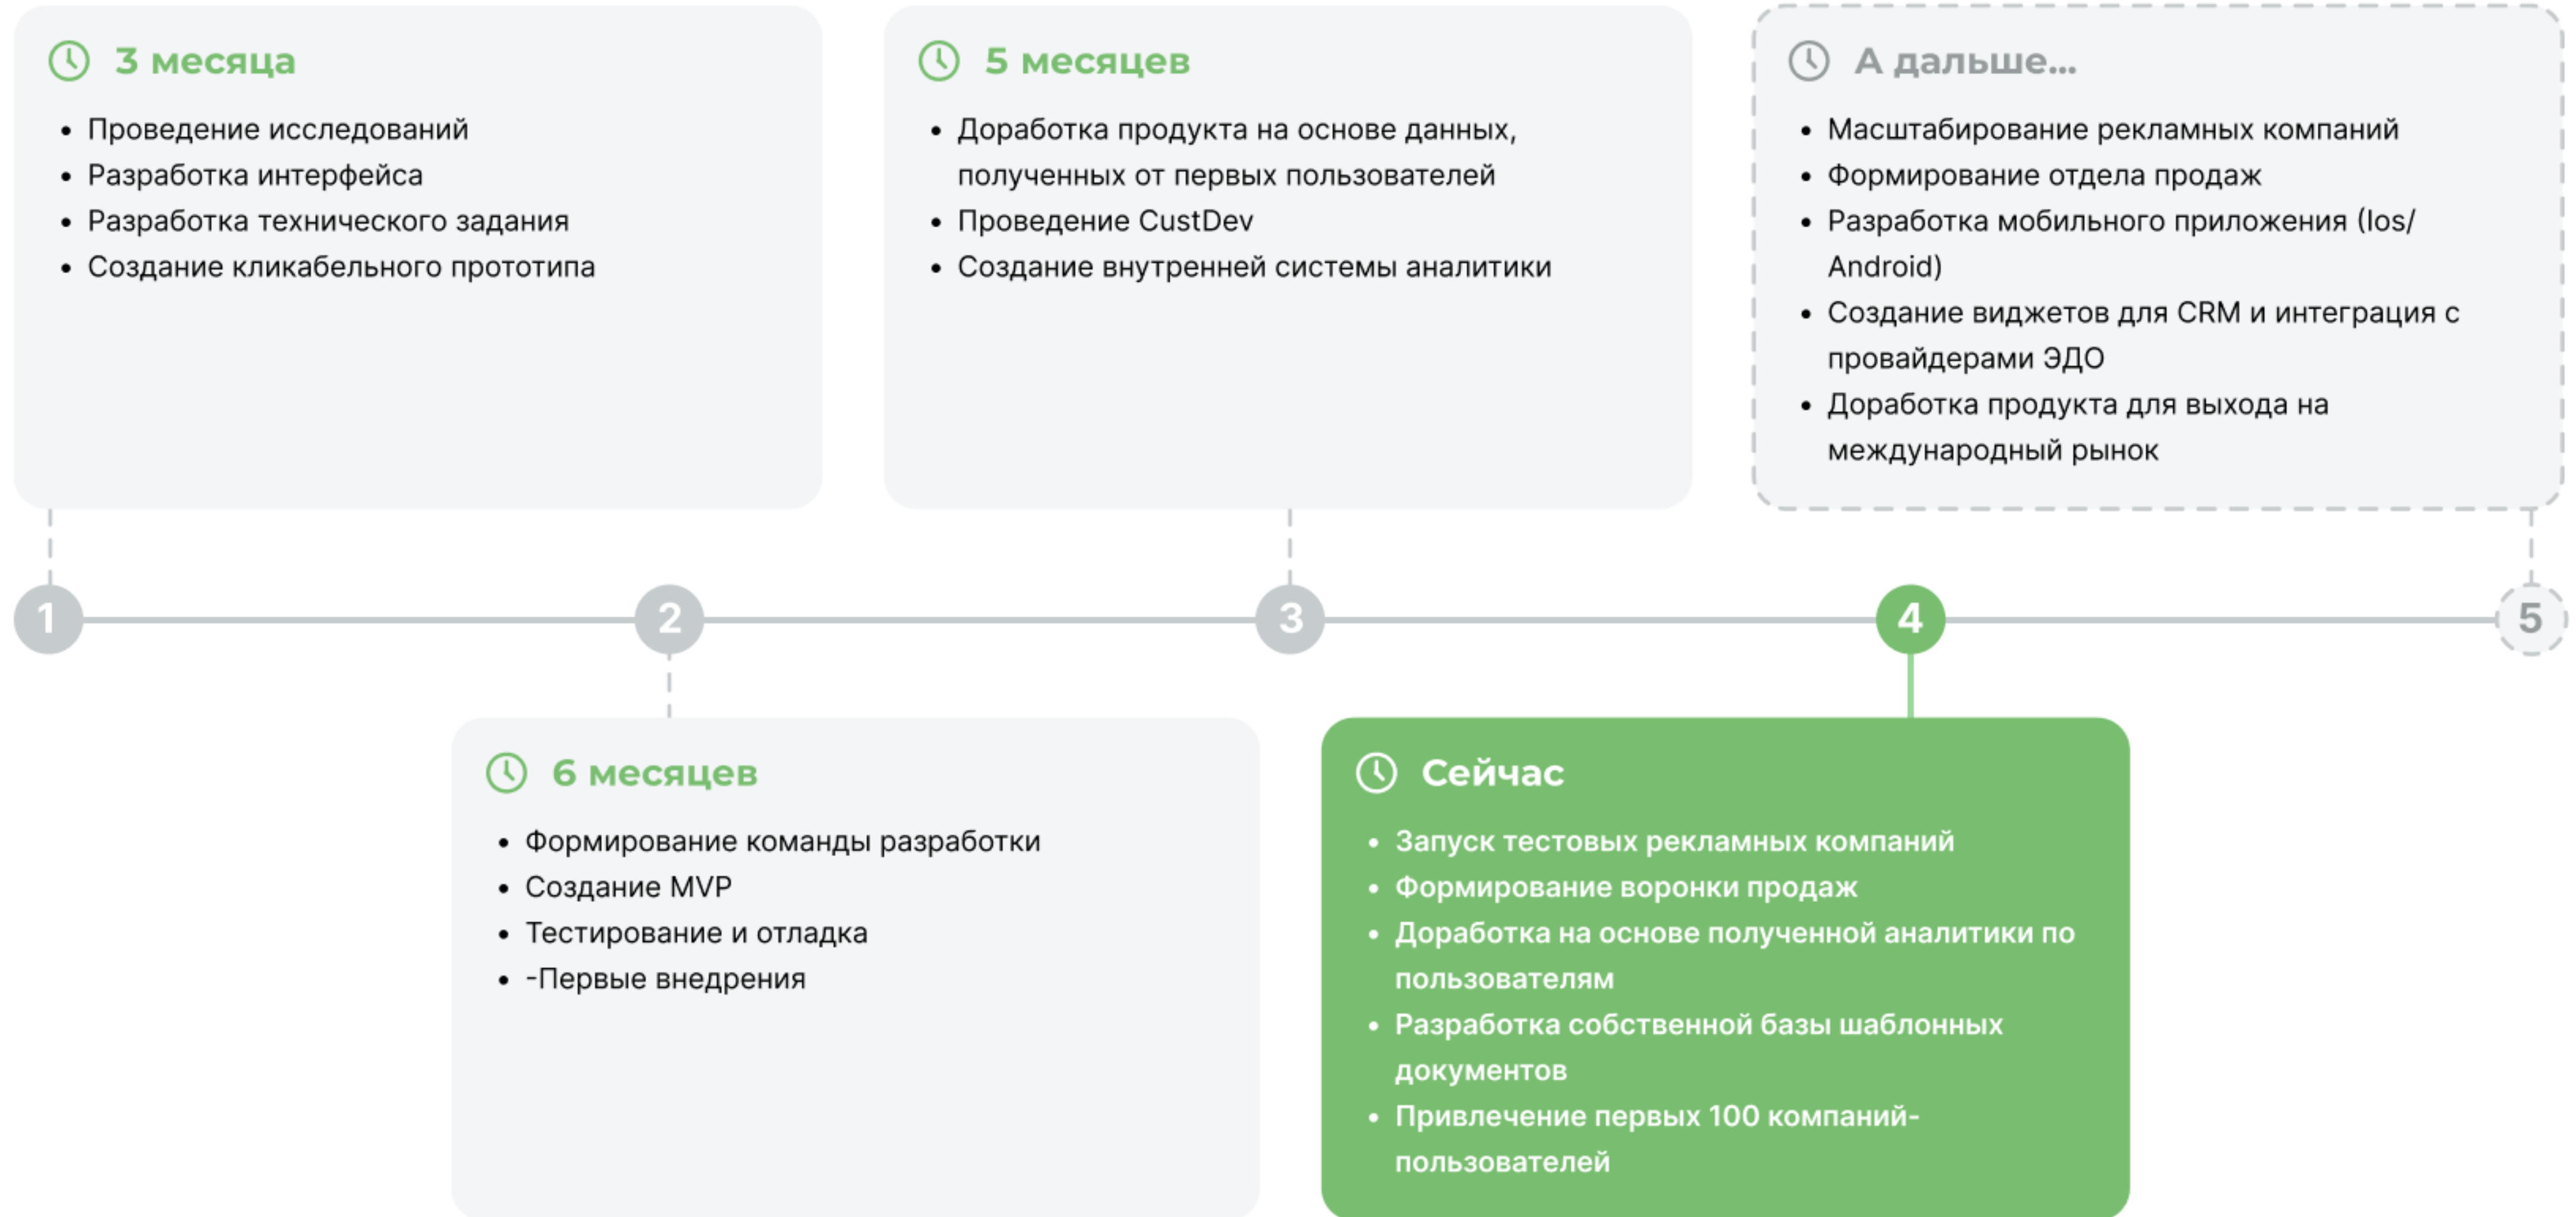 3 месяца
• Проведение исследований
• Разработка интерфейса
• Разработка технического задания
• Создание кликабельного прототипа
5 месяцев
• Доработка продукта на основе данных,
полученных от первых пользователей
• Проведение CustDev
• Создание внутренней системы аналитики
А дальше...
• Масштабирование рекламных компаний
• Формирование отдела продаж
• Разработка мобильного приложения (Ios/
Android)
• Создание виджетов для CRM и интеграция с
провайдерами ЭДО
• Доработка продукта для выхода на
международный рынок
1
2
3
4
5
6 месяцев
• Формирование команды разработки
• Создание MVP
• Тестирование и отладка
• -Первые внедрения
Сейчас
• Запуск тестовых рекламных компаний
• Формирование воронки продаж
• Доработка на основе полученной аналитики по
пользователям
• Разработка собственной базы шаблонных
документов
• Привлечение первых 100 компаний-
пользователей